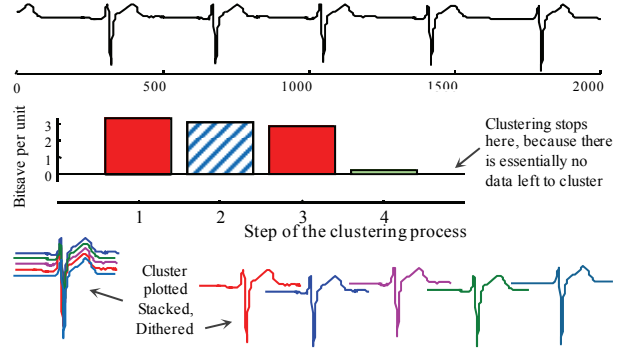 0 500 1000 1500 2000
Bitsave per unit
3
2
1
0
Clustering stops
here, because there
is essentially no
data left to cluster
1 2 3 4
Step of the clustering process
Cluster
plotted
Stacked,
Dithered